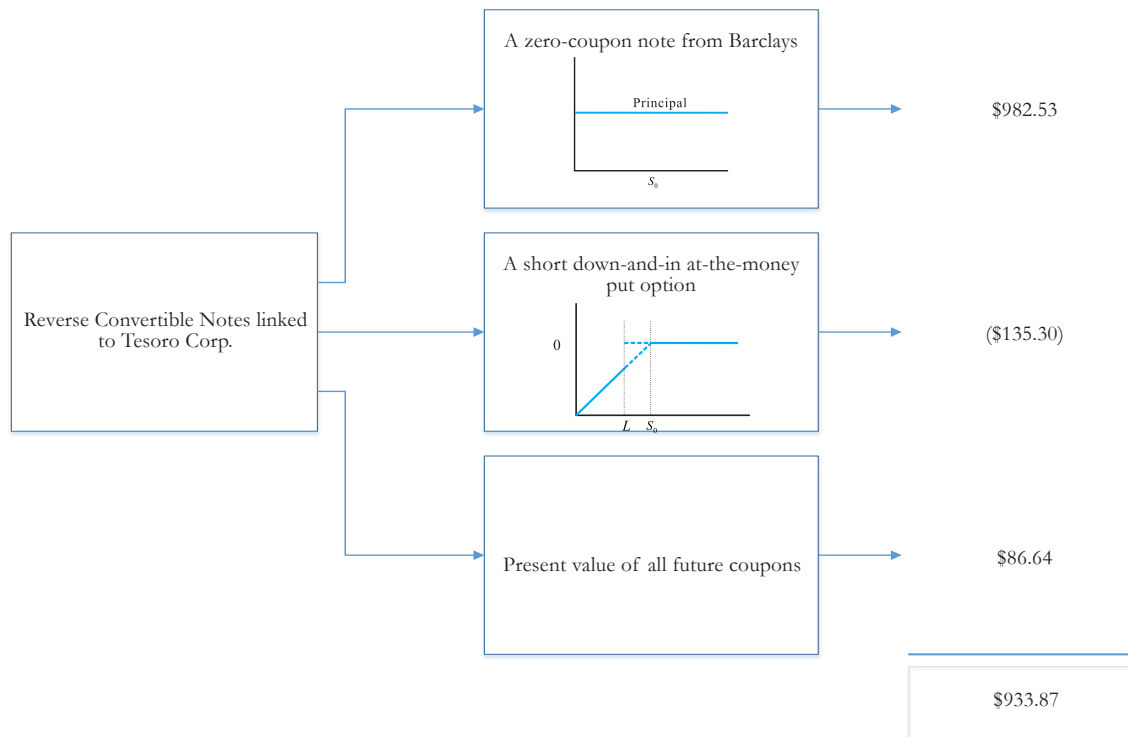 A zero-coupon note from Barclays
Principal
S₀
$982.53
Reverse Convertible Notes linked
to Tesoro Corp.
A short down-and-in at-the-money
put option
0
L S₀
($135.30)
Present value of all future coupons
$86.64
$933.87